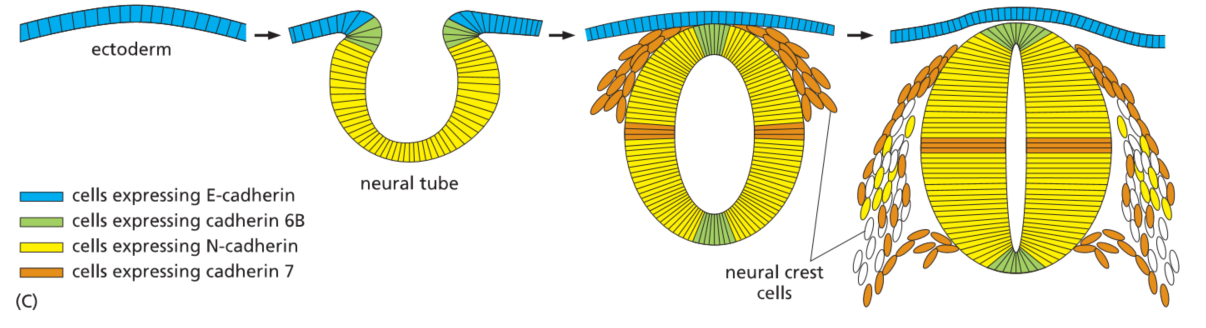 ectoderm
neural tube
cells expressing E-cadherin
cells expressing cadherin 6B
cells expressing N-cadherin
cells expressing cadherin 7
neural crest
cells
(C)